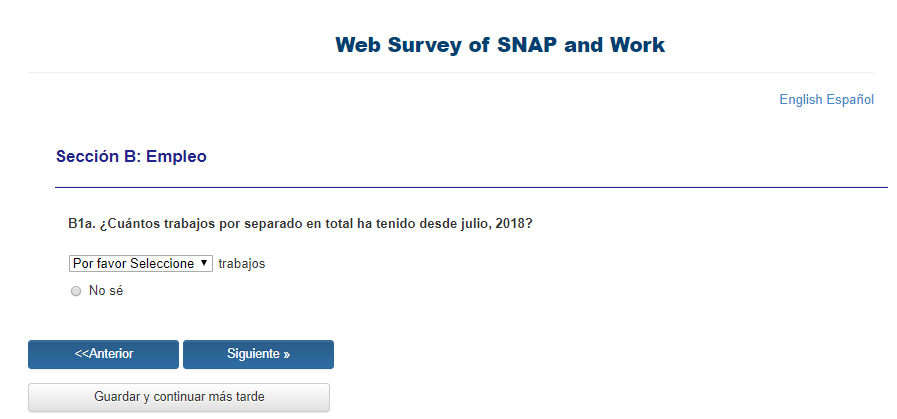 Web Survey of SNAP and Work
English Español
Sección B: Empleo
B1a. ¿Cuántos trabajos por separado en total ha tenido desde julio, 2018?
Por favor Seleccione ▼ trabajos
No sé
<<Anterior Siguiente »
Guardar y continuar más tarde